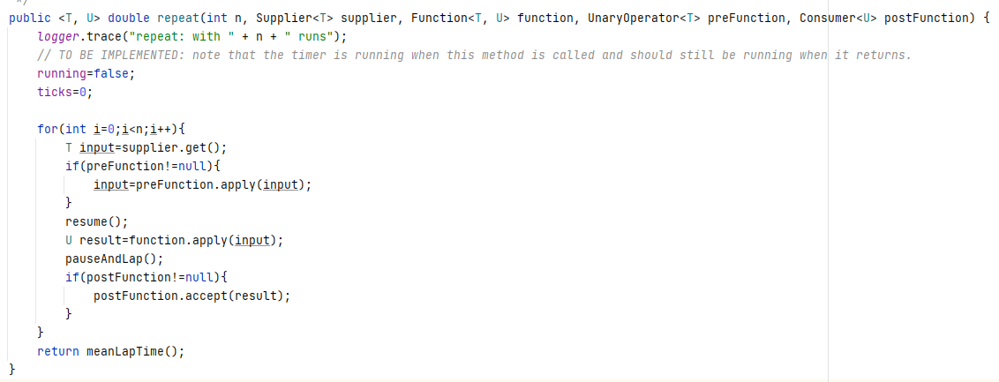 */
public <T, U> double repeat(int n, Supplier<T> supplier, Function<T, U> function, UnaryOperator<T> preFunction, Consumer<U> postFunction) {
    logger.trace("repeat: with " + n + " runs");
    // TO BE IMPLEMENTED: note that the timer is running when this method is called and should still be running when it returns.
    running=false;
    ticks=0;

    for(int i=0;i<n;i++){
        T input=supplier.get();
        if(preFunction!=null){
            input=preFunction.apply(input);
        }
        resume();
        U result=function.apply(input);
        pauseAndLap();
        if(postFunction!=null){
            postFunction.accept(result);
        }
    }
    return meanLapTime();
}